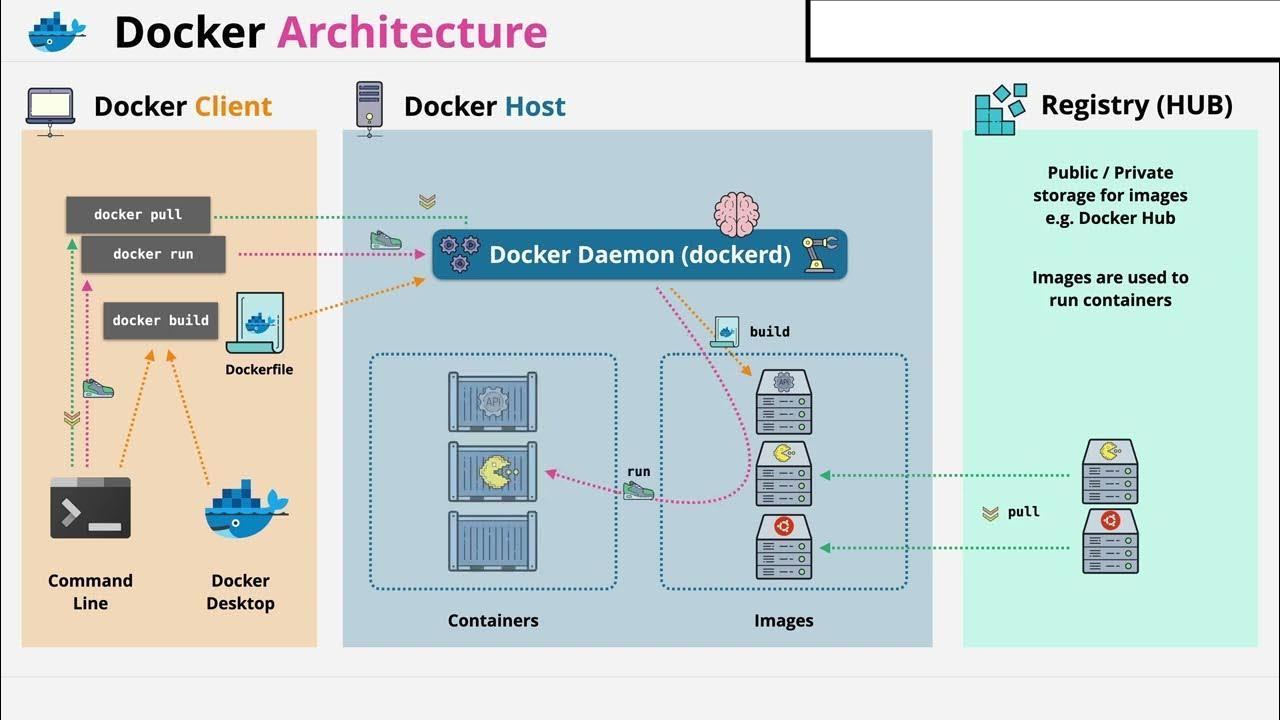 Docker Architecture
Docker Client
docker pull
docker run
docker build
Dockerfile
Command
Line
Docker
Desktop
Docker Host
Docker Daemon (dockerd)
build
API
API
run
Containers
Images
Registry (HUB)
Public / Private
storage for images
e.g. Docker Hub
Images are used to
run containers
pull